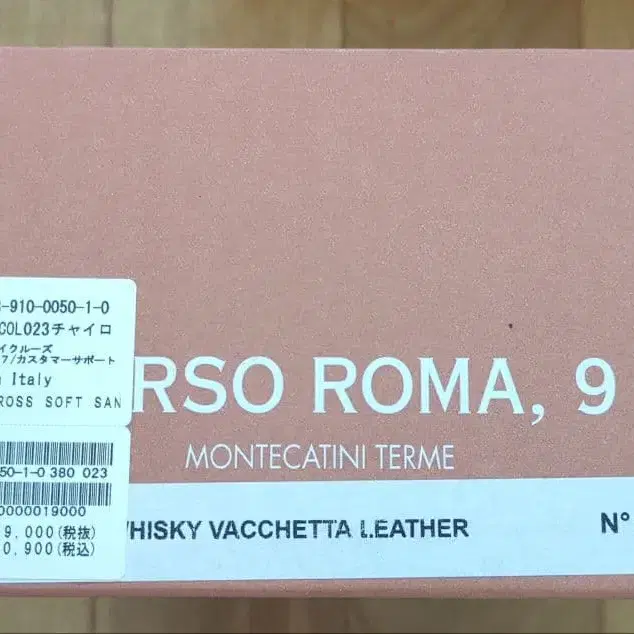 -910-0050-1-0
COL023チャイロ
イクルーズ
7/カスタマーサポート
Italy
ROSS SOFT SAN
RSO ROMA, 9
MONTECATINI TERME
50-1-0 380 023
0000019000
9,000(税抜)
0,900(税込)
WHISKY VACCHETTA LEATHER
N°